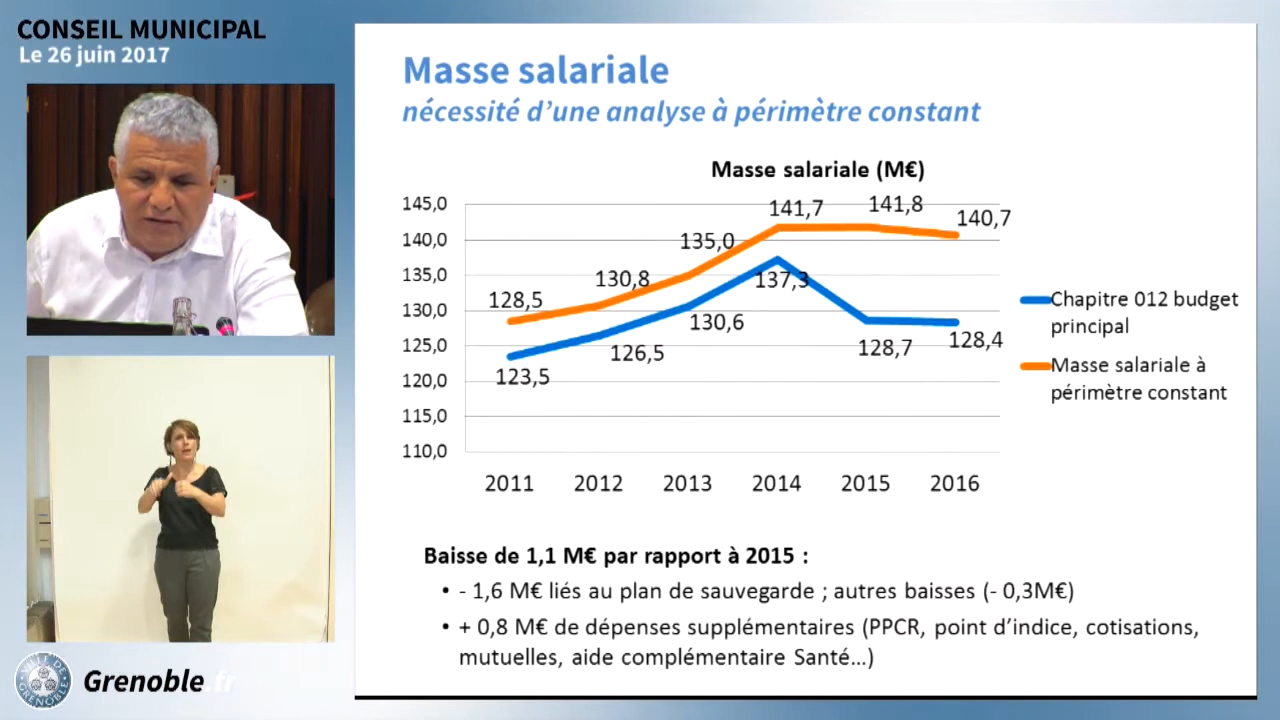 CONSEIL MUNICIPAL
Le 26 juin 2017
Masse salariale
nécessité d'une analyse à périmètre constant
Masse salariale (M€)
145,0
140,0
135,0
130,0
125,0
120,0
115,0
110,0
128,5
130,8
135,0
141,7
141,8
140,7
123,5
126,5
130,6
137,3
128,7
128,4
2011 2012 2013 2014 2015 2016
Chapitre 012 budget
principal
Masse salariale à
périmètre constant
Baisse de 1,1 M€ par rapport à 2015 :
• - 1,6 M€ liés au plan de sauvegarde ; autres baisses (- 0,3M€)
• + 0,8 M€ de dépenses supplémentaires (PPCR, point d'indice, cotisations,
mutuelles, aide complémentaire Santé…)
VILLE DE
GRENOBLE
Grenoble.fr